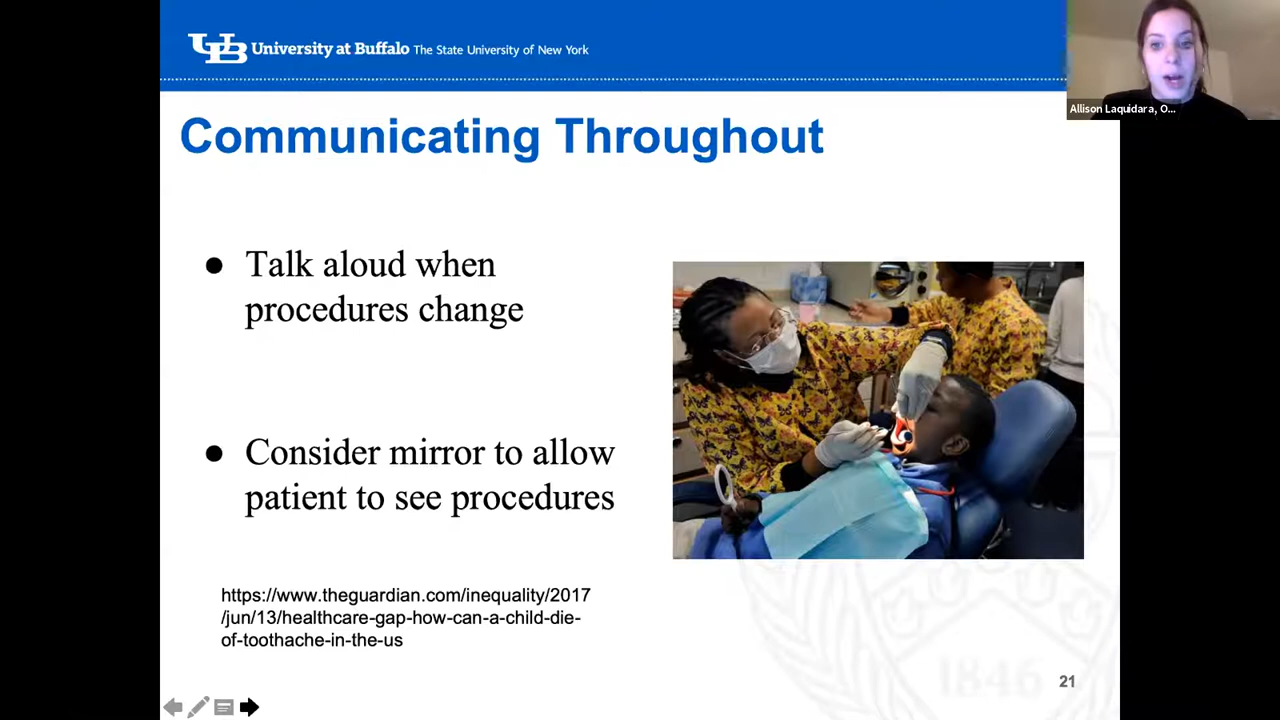 UB University at Buffalo The State University of New York
Allison Laquidara, O...
Communicating Throughout
● Talk aloud when
procedures change
● Consider mirror to allow
patient to see procedures
https://www.theguardian.com/inequality/2017
/jun/13/healthcare-gap-how-can-a-child-die-
of-toothache-in-the-us
1846
21